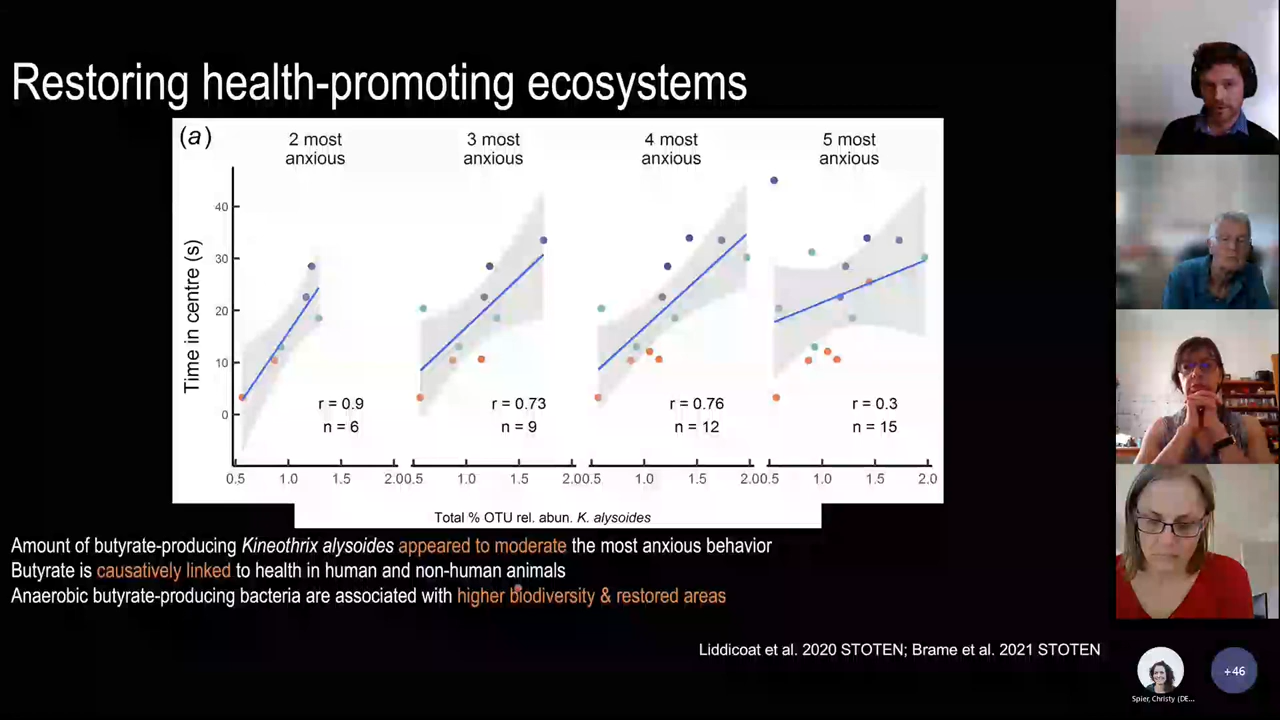 Restoring health-promoting ecosystems
(a)
2 most
anxious
3 most
anxious
4 most
anxious
5 most
anxious
Time in centre (s)
40
30
20
10
0
r = 0.9
n = 6
r = 0.73
n = 9
r = 0.76
n = 12
r = 0.3
n = 15
0.5 1.0 1.5 2.0
0.5 1.0 1.5 2.0
0.5 1.0 1.5 2.0
0.5 1.0 1.5 2.0
Total % OTU rel. abun. K. alysoides
Amount of butyrate-producing Kineothrix alysoides appeared to moderate the most anxious behavior
Butyrate is causatively linked to health in human and non-human animals
Anaerobic butyrate-producing bacteria are associated with higher biodiversity & restored areas
Liddicoat et al. 2020 STOTEN; Brame et al. 2021 STOTEN
Spier, Christy (DE...
+46